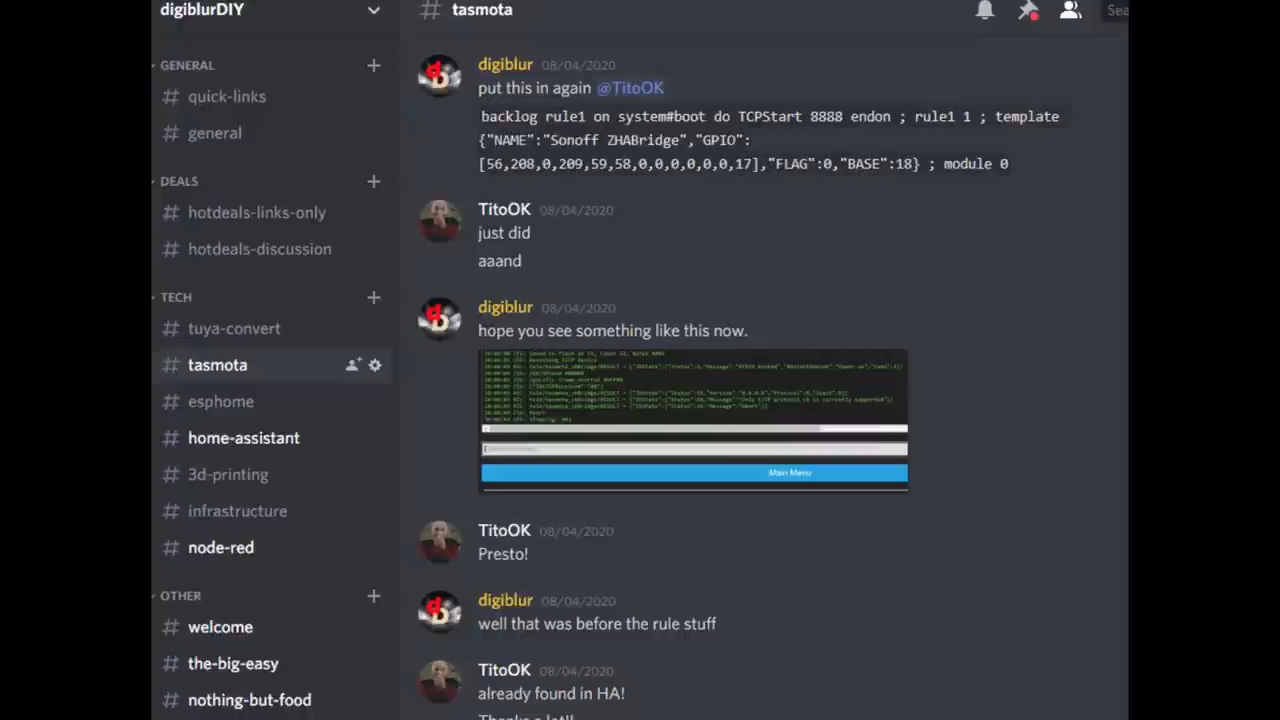 digiblurDIY
# tasmota
Sea
GENERAL
# quick-links
# general
DEALS
# hotdeals-links-only
# hotdeals-discussion
TECH
# tuya-convert
# tasmota
# esphome
# home-assistant
# 3d-printing
# infrastructure
# node-red
OTHER
# welcome
# the-big-easy
# nothing-but-food
digiblur 08/04/2020
put this in again @TitoOK
backlog rule1 on system#boot do TCPStart 8888 endon ; rule1 1 ; template
{"NAME":"Sonoff ZHABridge","GPIO":
[56,208,0,209,59,58,0,0,0,0,0,0,17],"FLAG":0,"BASE":18} ; module 0
TitoOK 08/04/2020
just did
aaand
digiblur 08/04/2020
hope you see something like this now.
Main Menu
TitoOK 08/04/2020
Presto!
digiblur 08/04/2020
well that was before the rule stuff
TitoOK 08/04/2020
already found in HA!
Thanks a lot!!